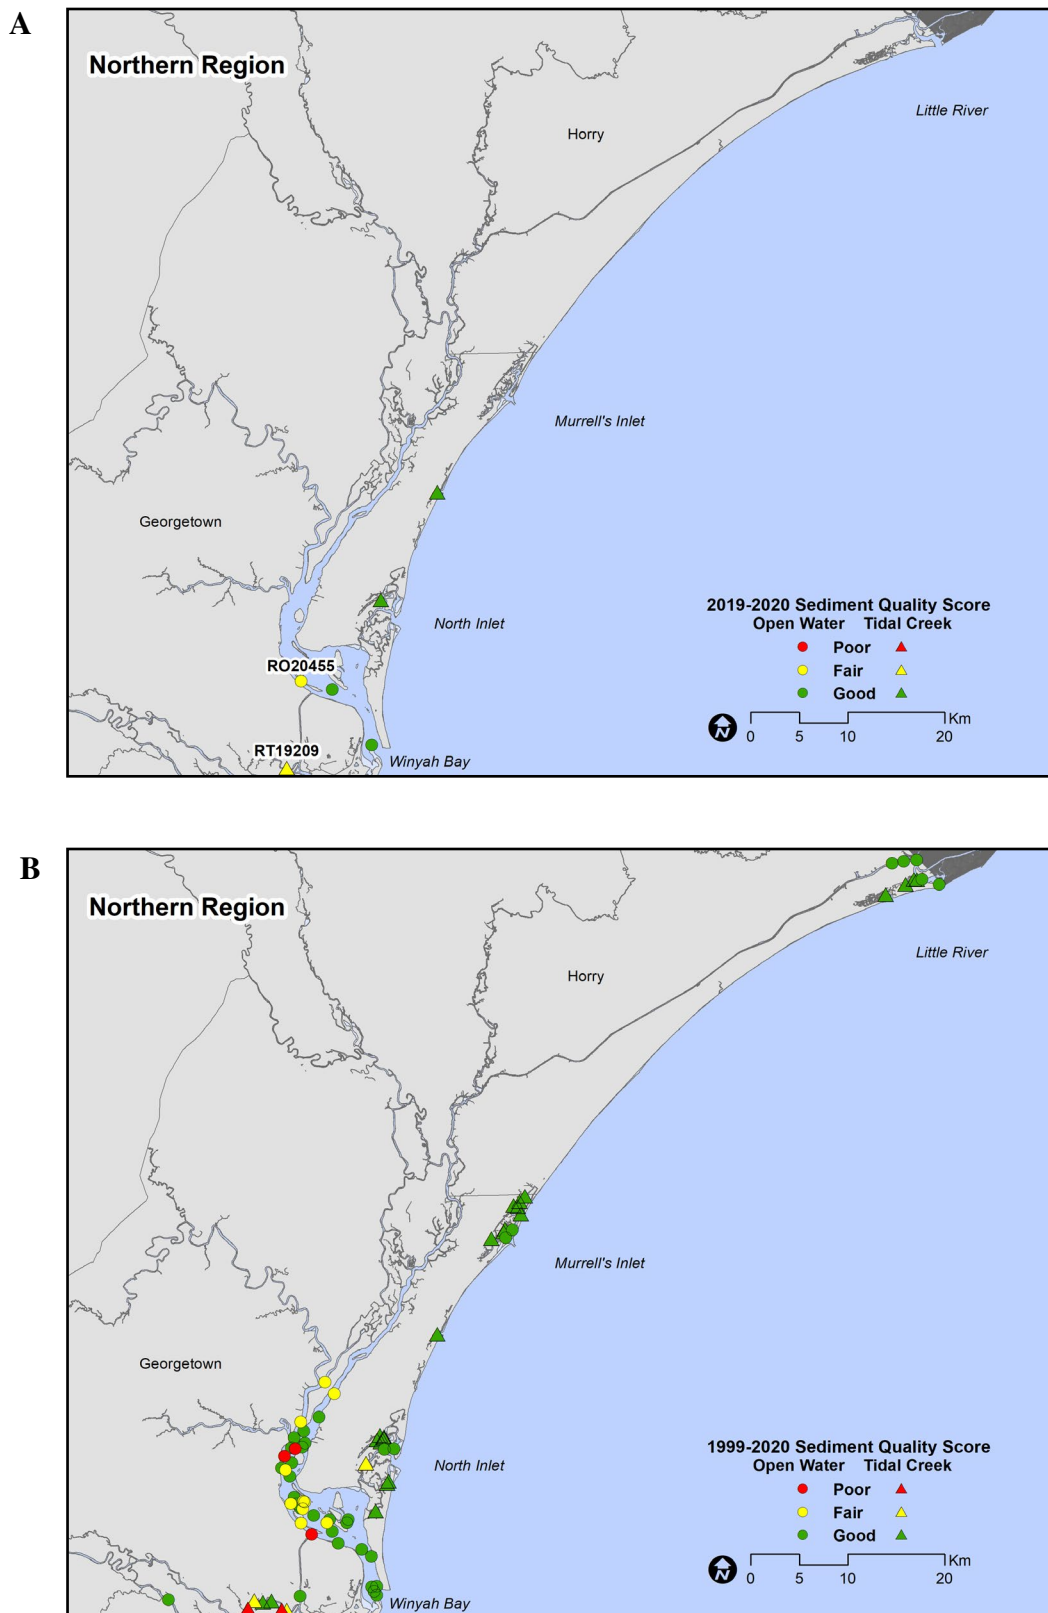 A
Northern Region
Little River
Horry
Murrell's Inlet
Georgetown
North Inlet
RO20455
RT19209
Winyah Bay
2019-2020 Sediment Quality Score
Open Water Tidal Creek
Poor
Fair
Good
N
0 5 10 20 Km
B
Northern Region
Little River
Horry
Murrell's Inlet
Georgetown
North Inlet
Winyah Bay
1999-2020 Sediment Quality Score
Open Water Tidal Creek
Poor
Fair
Good
N
0 5 10 20 Km